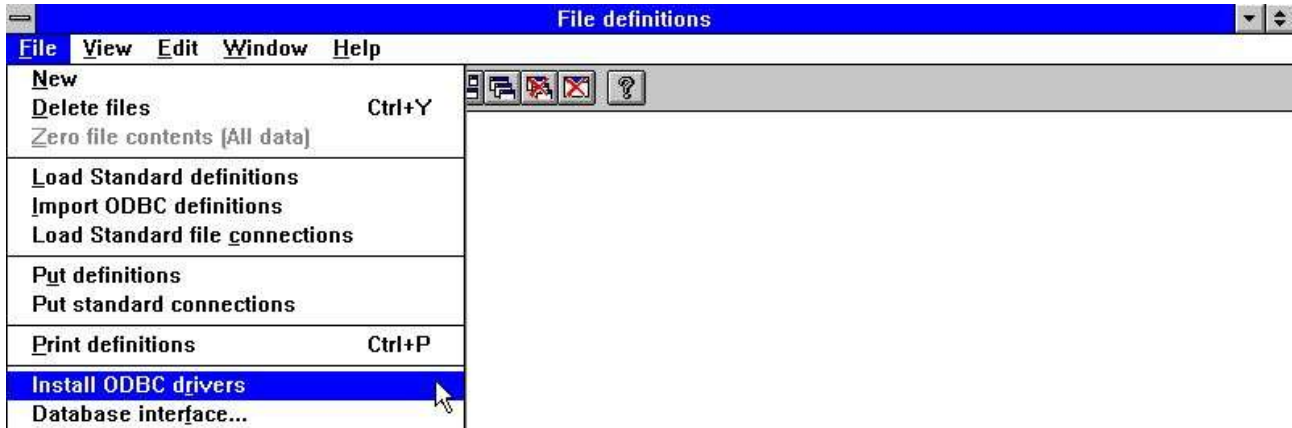 File definitions
File View Edit Window Help
New
Delete files Ctrl+Y
Zero file contents (All data)
Load Standard definitions
Import ODBC definitions
Load Standard file connections
Put definitions
Put standard connections
Print definitions Ctrl+P
Install ODBC drivers
Database interface...